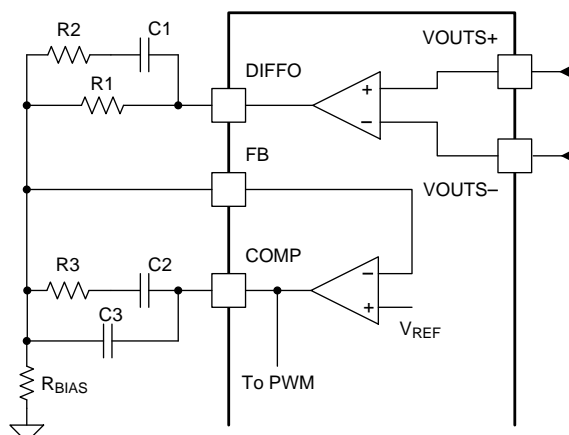 R2
C1
VOUTS+
DIFFO
R1
FB
VOUTS–
COMP
R3
C2
C3
VREF
To PWM
RBIAS